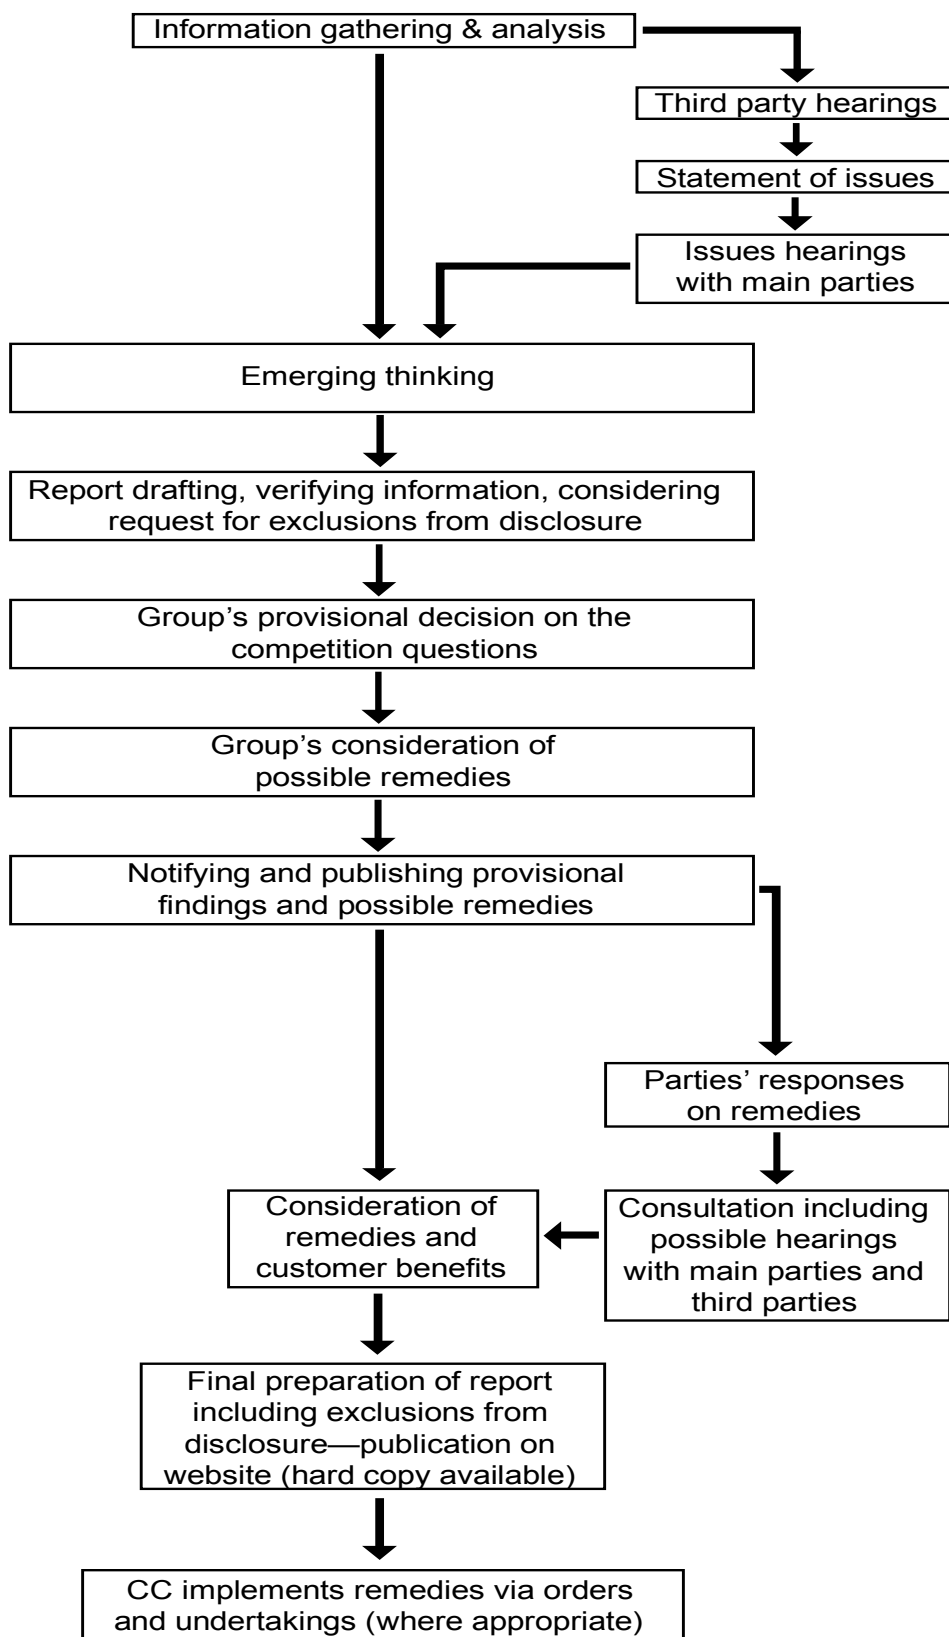 Information gathering & analysis
Third party hearings
Statement of issues
Issues hearings
with main parties
Emerging thinking
Report drafting, verifying information, considering
request for exclusions from disclosure
Group’s provisional decision on the
competition questions
Group’s consideration of
possible remedies
Notifying and publishing provisional
findings and possible remedies
Parties’ responses
on remedies
Consultation including
possible hearings
with main parties and
third parties
Consideration of
remedies and
customer benefits
Final preparation of report
including exclusions from
disclosure—publication on
website (hard copy available)
CC implements remedies via orders
and undertakings (where appropriate)